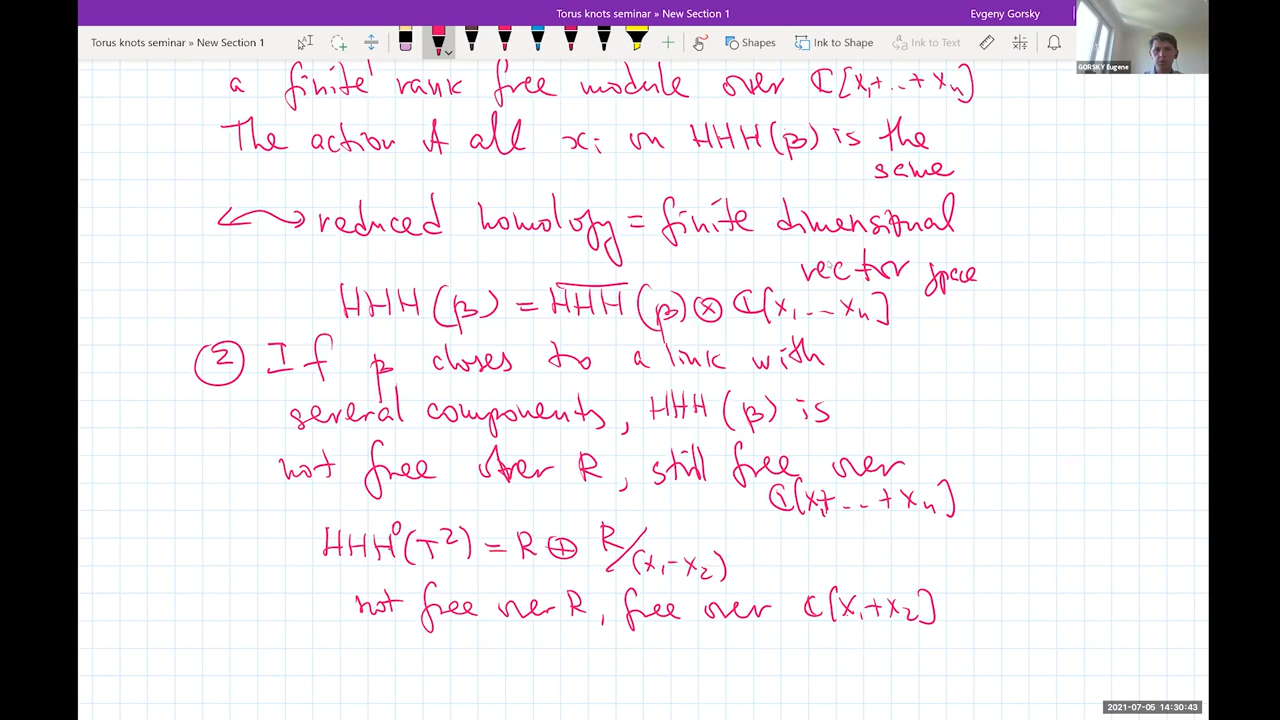 Torus knots seminar » New Section 1
Evgeny Gorsky
Torus knots seminar » New Section 1
Shapes
Ink to Shape
Ink to Text
GORSKY Eugene
a finite rank free module over ℂ[x₁+..+xₙ]
The action of all xᵢ on HHH(β) is the
same
↔ reduced homology = finite dimensional
vector space
HHH(β) = \overline{HHH}(β) ⊗ ℂ[x₁...xₙ]
② If β closes to a link with
several components, HHH(β) is
not free over R, still free over
ℂ[x₁+...+xₙ]
HHH⁰(T²) = R ⊕ R/(x₁-x₂)
not free over R, free over ℂ[x₁+x₂]
2021-07-05 14:30:43